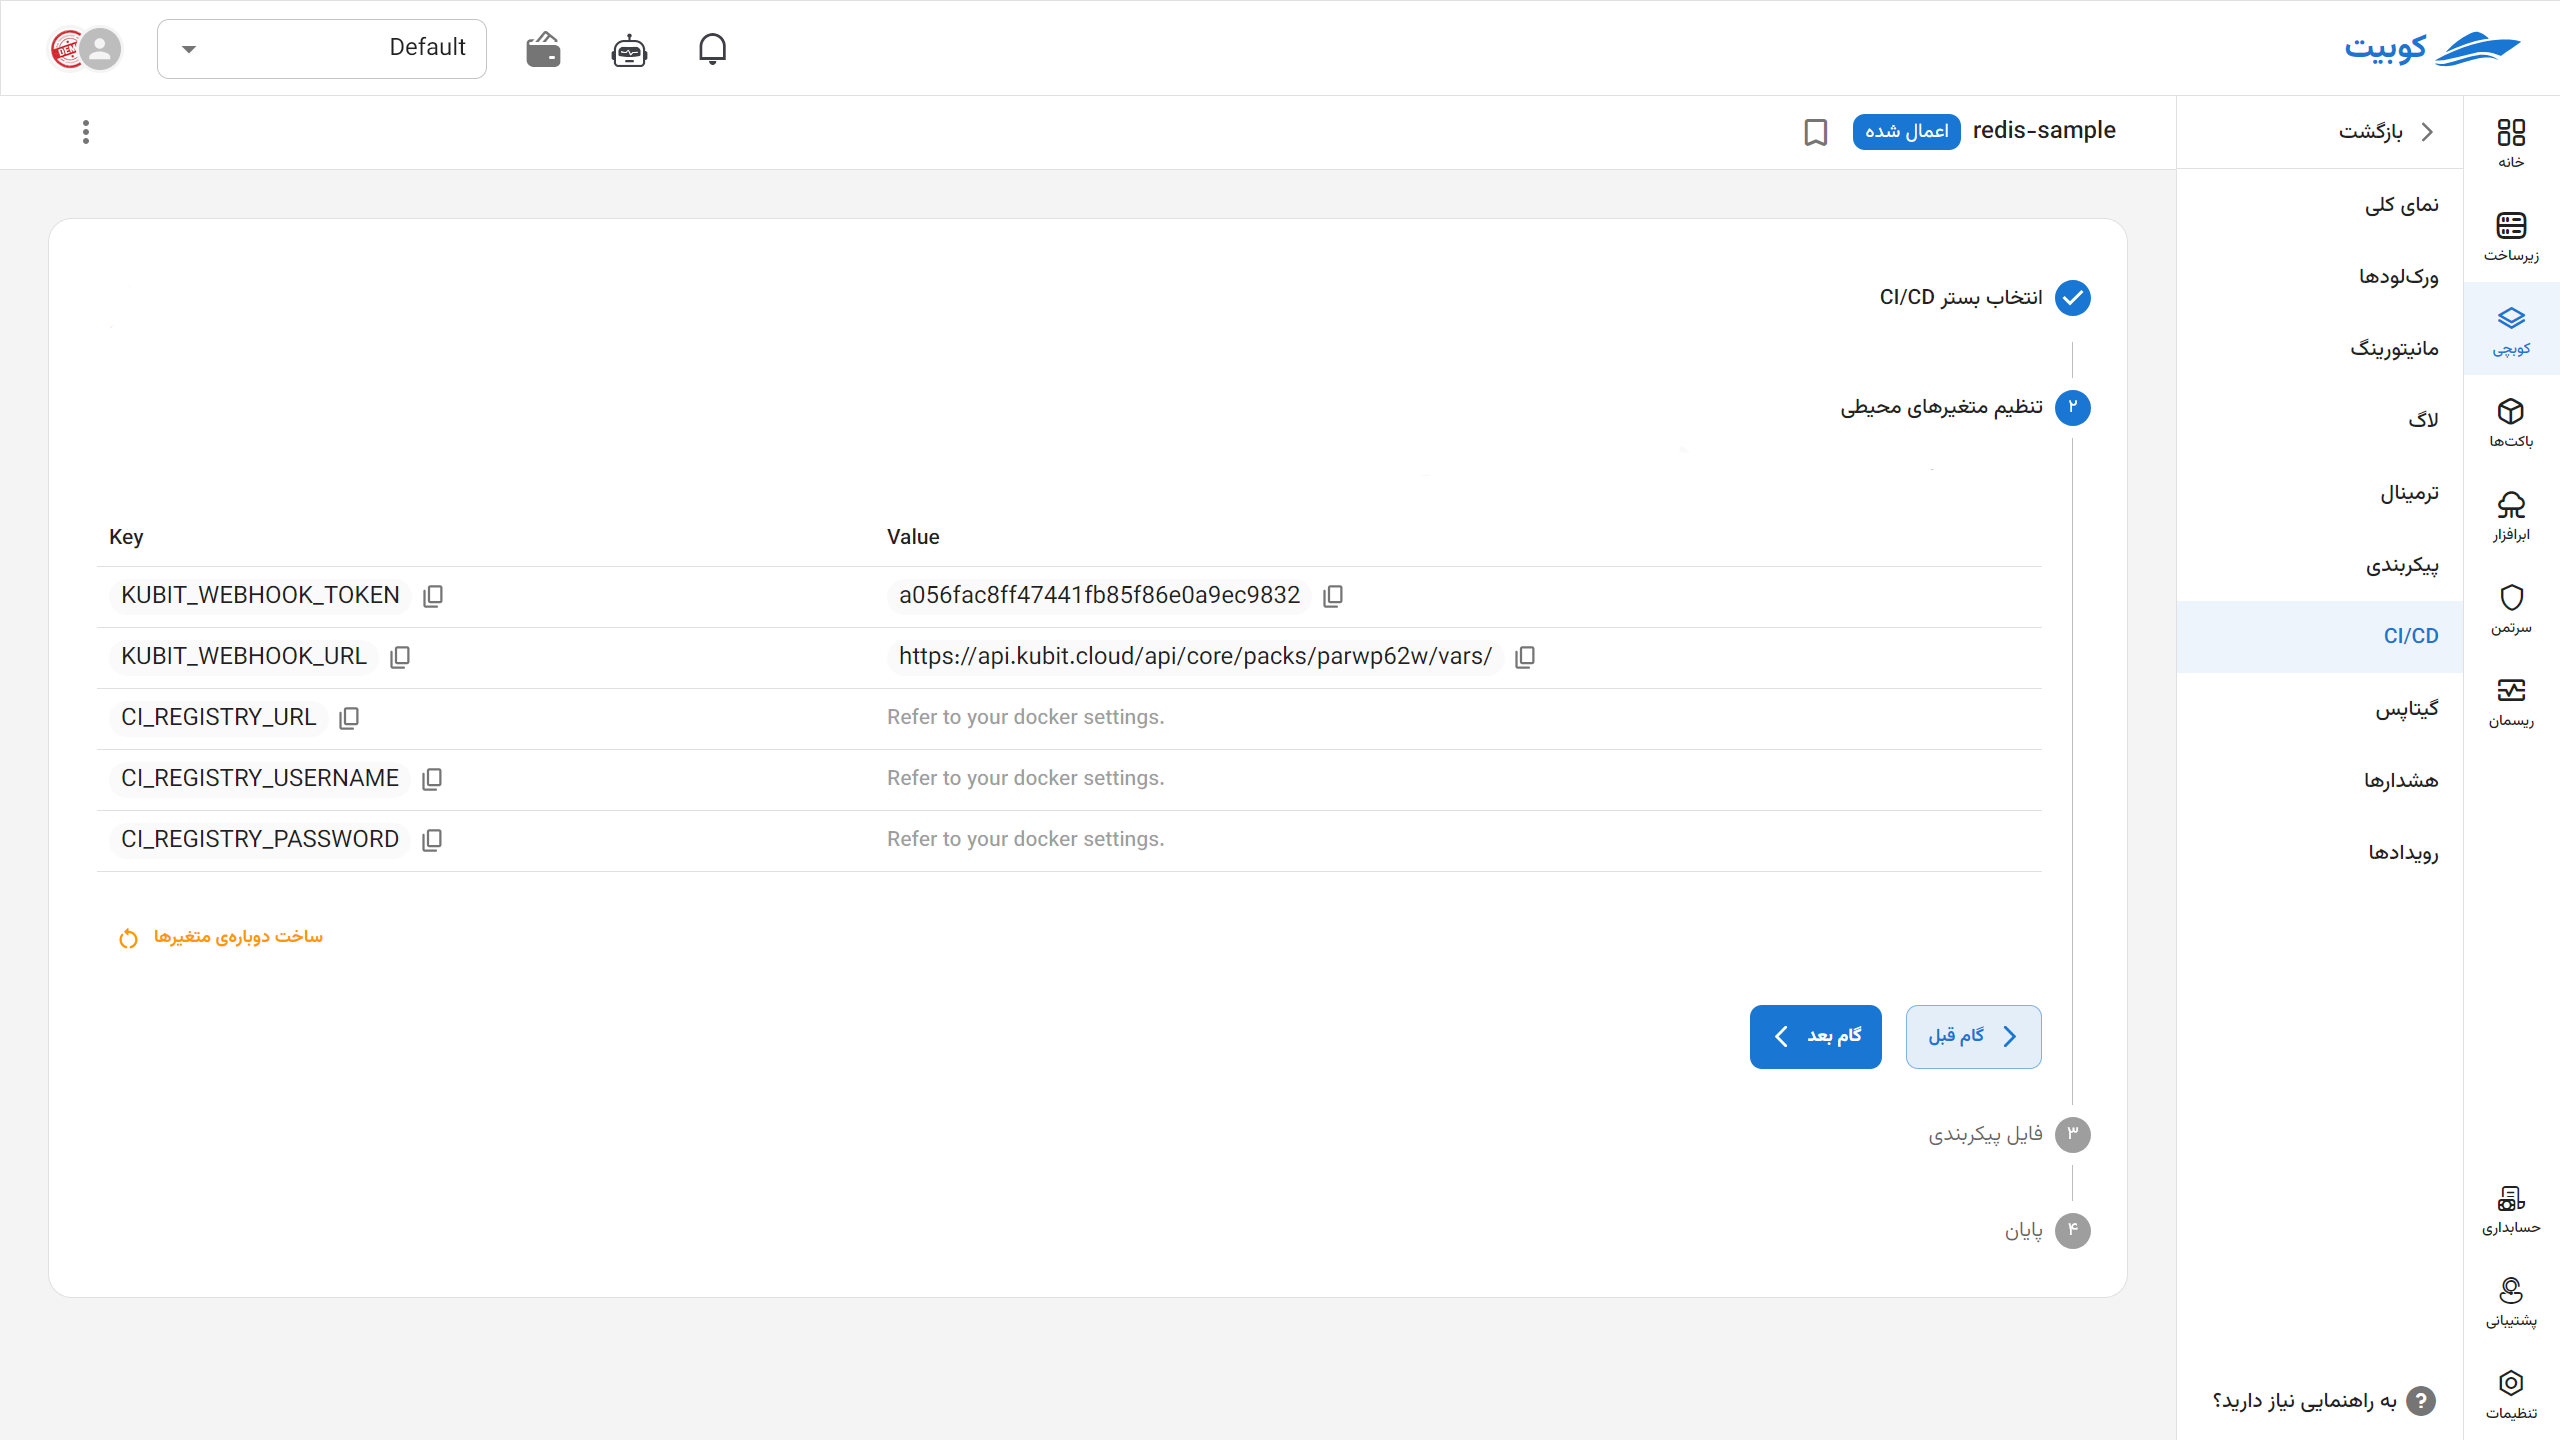 کوبیت
Default
خانه
زیرساخت
کوبچی
باکت‌ها
ابرافزار
سرتمن
ریسمان
حسابداری
پشتیبانی
تنظیمات
بازگشت
نمای کلی
ورک‌لودها
مانیتورینگ
لاگ
ترمینال
پیکربندی
CI/CD
گیتاپس
هشدارها
رویدادها
به راهنمایی نیاز دارید؟
redis-sample اعمال شده
انتخاب بستر CI/CD
۲ تنظیم متغیرهای محیطی
Key Value
KUBIT_WEBHOOK_TOKEN a056fac8ff47441fb85f86e0a9ec9832
KUBIT_WEBHOOK_URL https://api.kubit.cloud/api/core/packs/parwp62w/vars/
CI_REGISTRY_URL Refer to your docker settings.
CI_REGISTRY_USERNAME Refer to your docker settings.
CI_REGISTRY_PASSWORD Refer to your docker settings.
ساخت دوباره‌ی متغیرها
گام قبل گام بعد
۳ فایل پیکربندی
۴ پایان